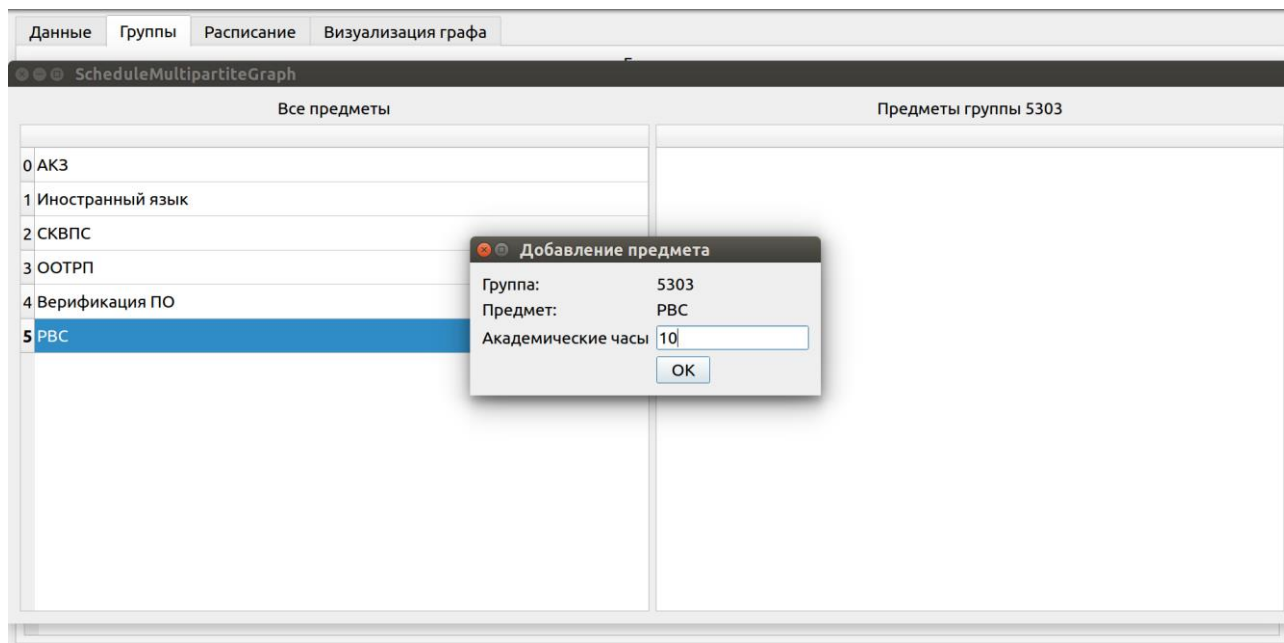 Данные Группы Расписание Визуализация графа
ScheduleMultipartiteGraph
Все предметы Предметы группы 5303
0 АКЗ
1 Иностранный язык
2 СКВПС
3 ООТРП
4 Верификация ПО
5 РВС
Добавление предмета
Группа: 5303
Предмет: РВС
Академические часы 10
OK